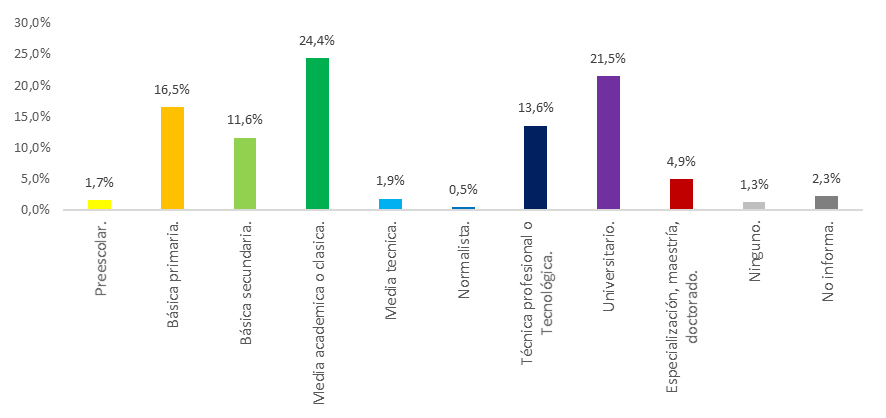 30,0%
25,0%
20,0%
15,0%
10,0%
5,0%
0,0%
1,7%
16,5%
11,6%
24,4%
1,9%
0,5%
13,6%
21,5%
4,9%
1,3%
2,3%
Preescolar.
Básica primaria.
Básica secundaria.
Media academica o clasica.
Media tecnica.
Normalista.
Técnica profesional o
Tecnológica.
Universitario.
Especialización, maestría,
doctorado.
Ninguno.
No informa.